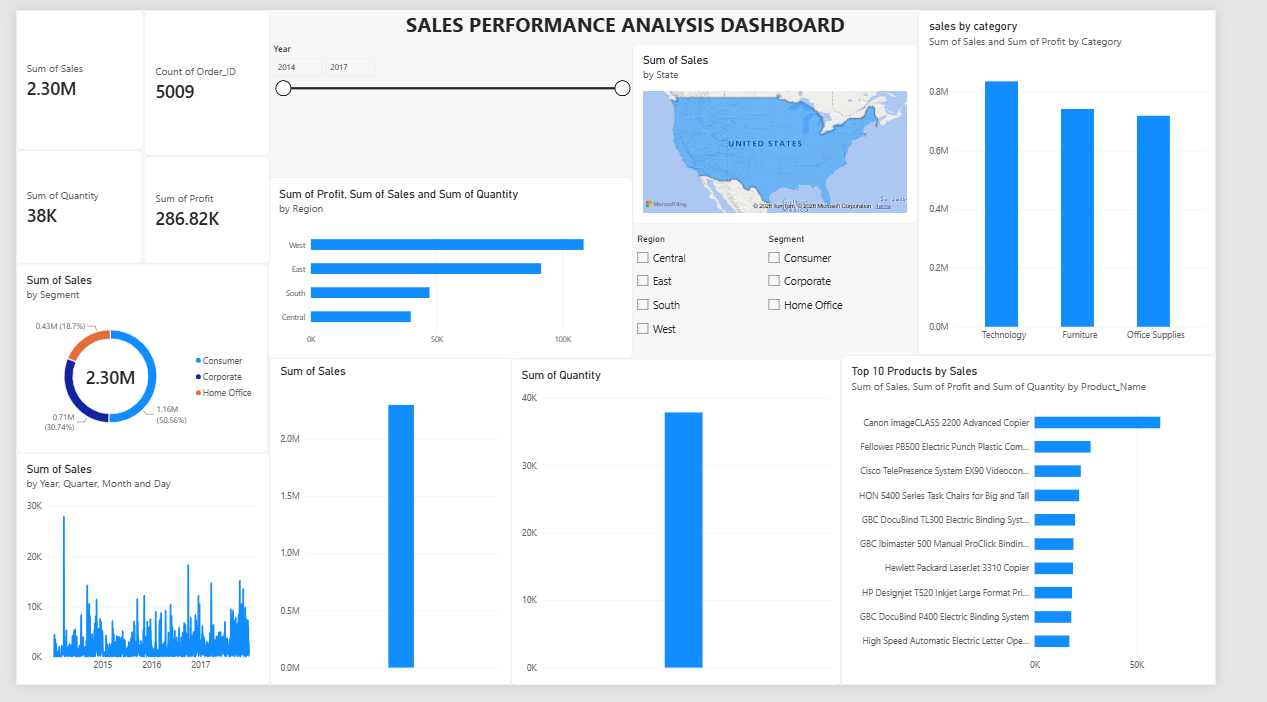 SALES PERFORMANCE ANALYSIS DASHBOARD
Sum of Sales
2.30M
Count of Order_ID
5009
Sum of Quantity
38K
Sum of Profit
286.82K
Year
2014
2017
Sum of Sales
by State
UNITED STATES
Microsoft Bing
© 2026 TomTom, © 2026 Microsoft Corporation
Terms
sales by category
Sum of Sales and Sum of Profit by Category
0.8M
0.6M
0.4M
0.2M
0.0M
Technology
Furniture
Office Supplies
Sum of Profit, Sum of Sales and Sum of Quantity
by Region
West
East
South
Central
0K
50K
100K
Region
Central
East
South
West
Segment
Consumer
Corporate
Home Office
Sum of Sales
by Segment
0.43M (18.7%)
2.30M
0.71M
(30.74%)
1.16M
(50.56%)
Consumer
Corporate
Home Office
Sum of Sales
by Year, Quarter, Month and Day
30K
20K
10K
0K
2015
2016
2017
Sum of Sales
2.0M
1.5M
1.0M
0.5M
0.0M
Sum of Quantity
40K
30K
20K
10K
0K
Top 10 Products by Sales
Sum of Sales, Sum of Profit and Sum of Quantity by Product_Name
Canon imageCLASS 2200 Advanced Copier
Fellowes PB500 Electric Punch Plastic Com...
Cisco TelePresence System EX90 Videocon...
HON 5400 Series Task Chairs for Big and Tall
GBC DocuBind TL300 Electric Binding Syst...
GBC Ibimaster 500 Manual ProClick Bindin...
Hewlett Packard LaserJet 3310 Copier
HP Designjet T520 Inkjet Large Format Pri...
GBC DocuBind P400 Electric Binding System
High Speed Automatic Electric Letter Ope...
0K
50K